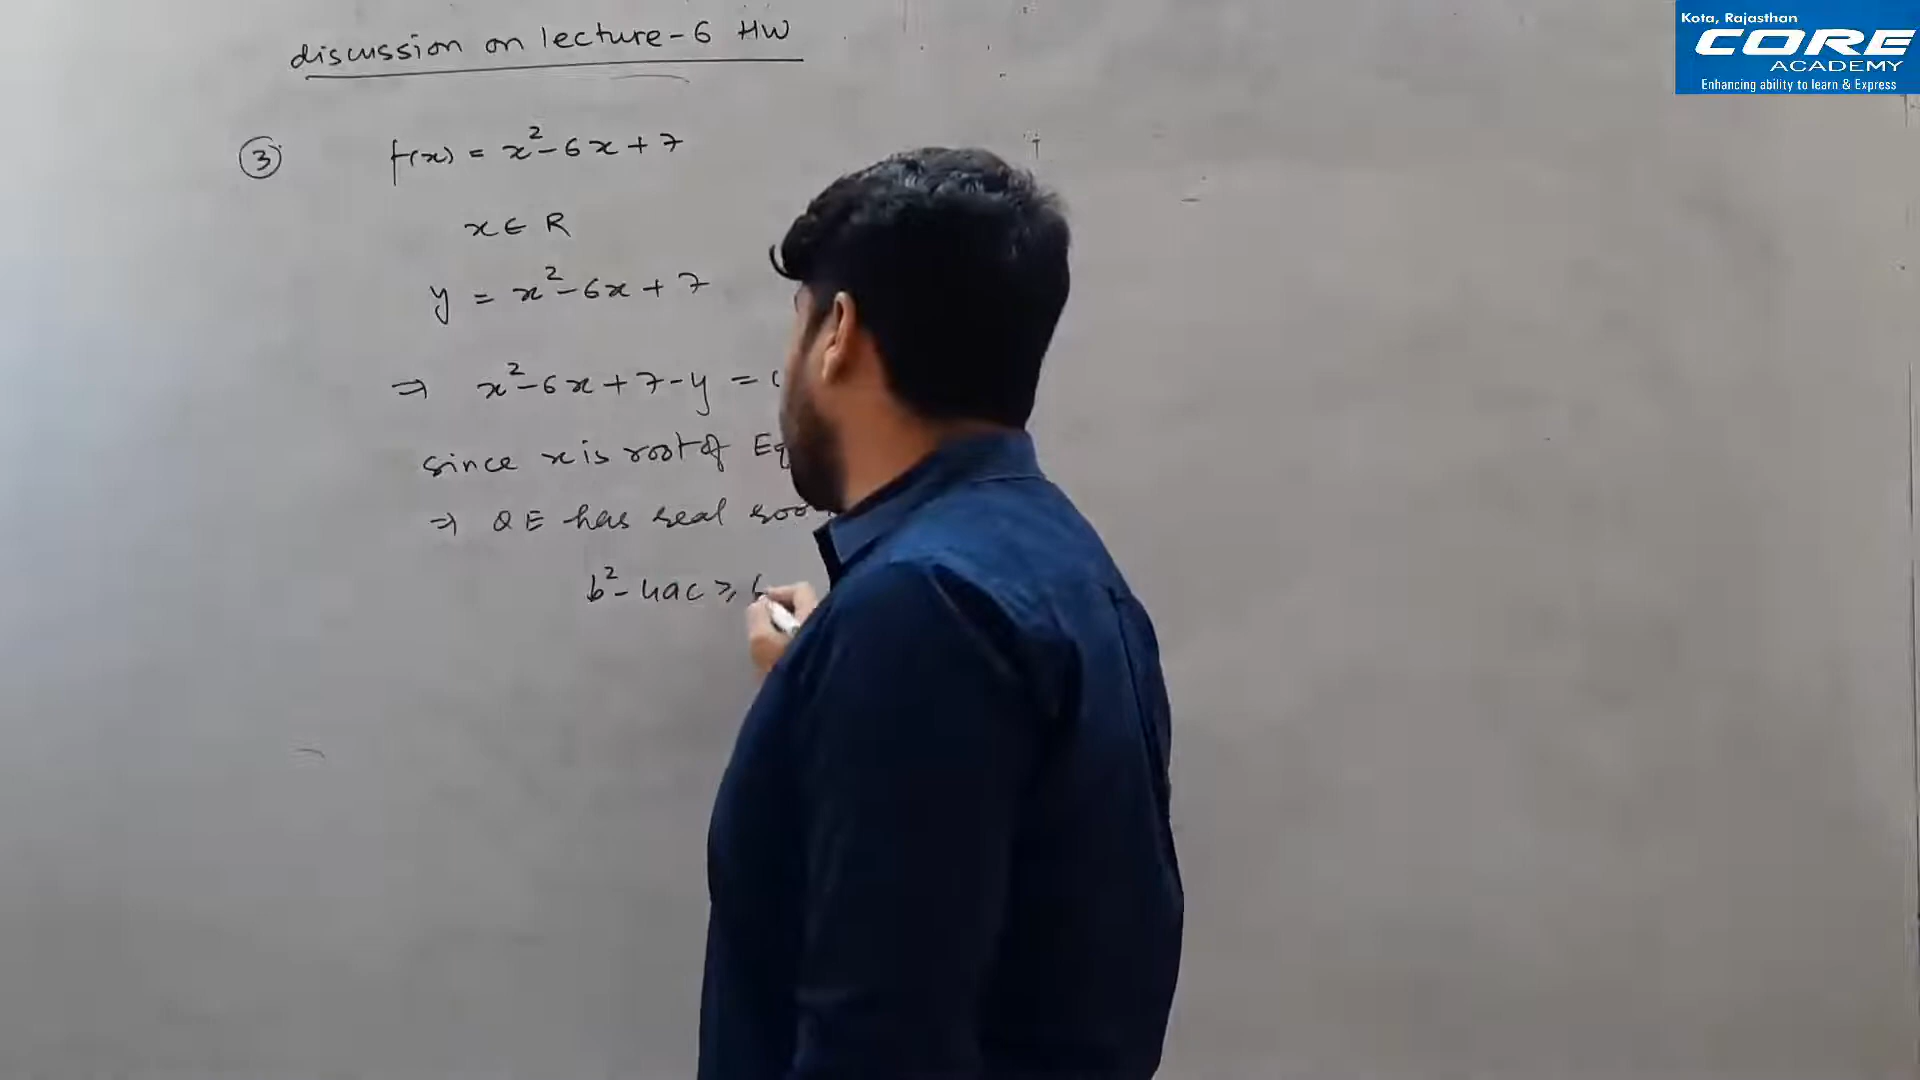 discussion on lecture-6 HW
③ f(x) = x²-6x+7
x ∈ R
y = x²-6x+7
⇒ x²-6x+7-y =
since x is root of
⇒ QE has real
b²-4ac ⩾
Kota, Rajasthan
CORE
ACADEMY
Enhancing ability to learn & Express